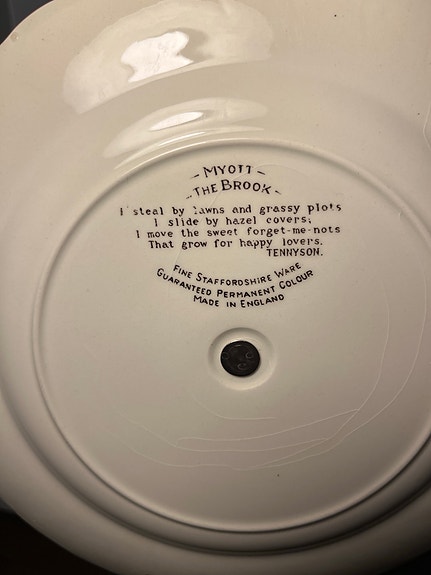 - MYOTT -
- THE BROOK -
I steal by lawns and grassy plots
I slide by hazel covers;
I move the sweet forget-me-nots
That grow for happy lovers.
TENNYSON.
FINE STAFFORDSHIRE WARE
GUARANTEED PERMANENT COLOUR
MADE IN ENGLAND